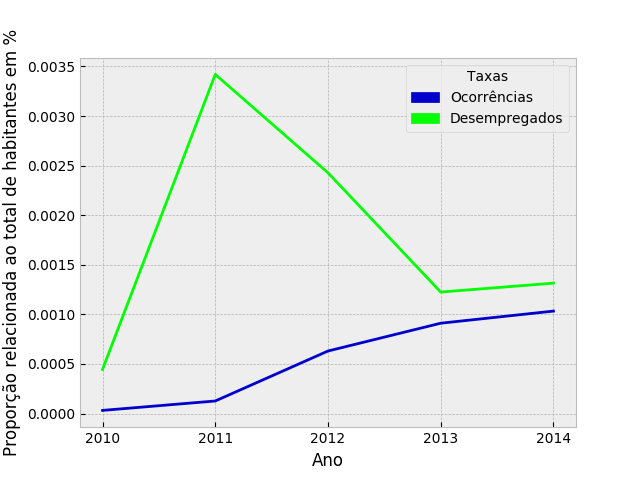 Proporção relacionada ao total de habitantes em %
0.0035
0.0030
0.0025
0.0020
0.0015
0.0010
0.0005
0.0000
Taxas
Ocorrências
Desempregados
2010 2011 2012 2013 2014
Ano